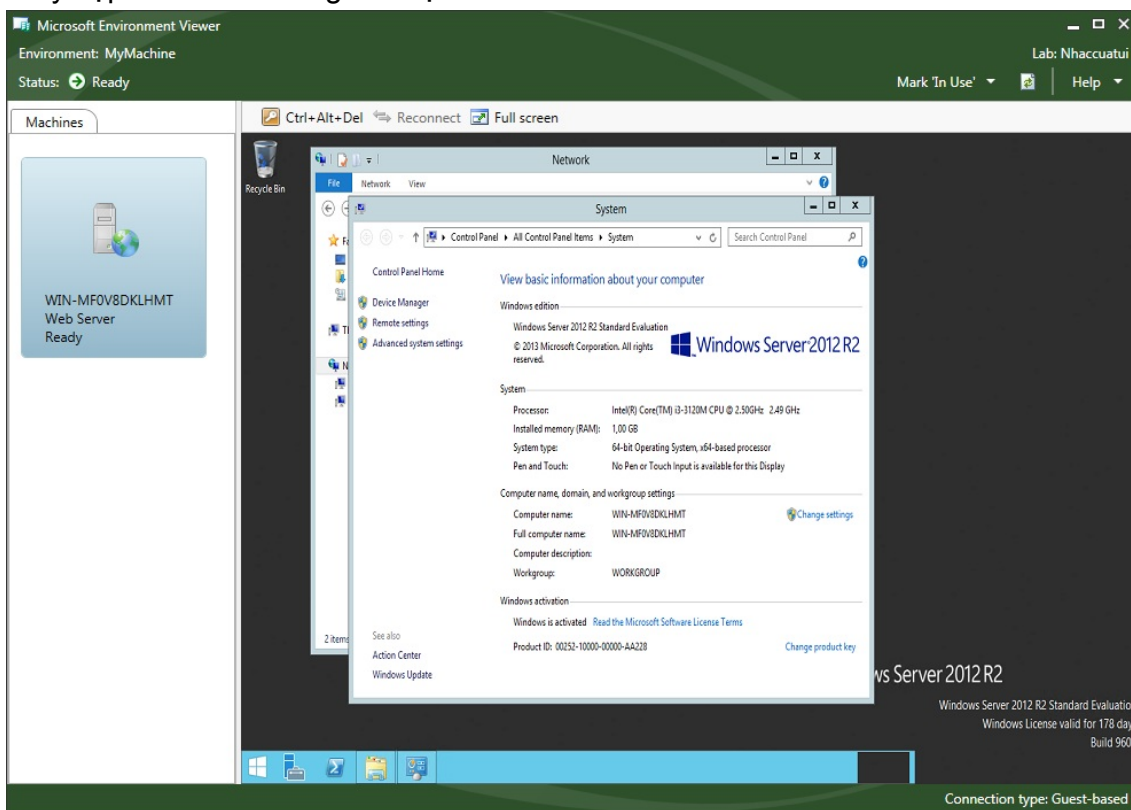 Microsoft Environment Viewer
Environment: MyMachine
Lab: Nhaccuatui
Status: Ready
Mark 'In Use'
Help
Machines
Ctrl+Alt+Del
Reconnect
Full screen
WIN-MF0V8DKLHMT
Web Server
Ready
Recycle Bin
Network
File
Network
View
System
Control Panel
All Control Panel Items
System
Search Control Panel
Control Panel Home
Device Manager
Remote settings
Advanced system settings
View basic information about your computer
Windows edition
Windows Server 2012 R2 Standard Evaluation
© 2013 Microsoft Corporation. All rights
reserved.
Windows Server 2012 R2
System
Processor: Intel(R) Core(TM) i3-3120M CPU @ 2.50GHz 2.49 GHz
Installed memory (RAM): 1,00 GB
System type: 64-bit Operating System, x64-based processor
Pen and Touch: No Pen or Touch Input is available for this Display
Computer name, domain, and workgroup settings
Computer name: WIN-MF0V8DKLHMT
Change settings
Full computer name: WIN-MF0V8DKLHMT
Computer description:
Workgroup: WORKGROUP
Windows activation
Windows is activated Read the Microsoft Software License Terms
Product ID: 00252-10000-00000-AA228
Change product key
See also
Action Center
Windows Update
2 items
ws Server 2012 R2
Windows Server 2012 R2 Standard Evaluatio
Windows License valid for 178 day
Build 960
Connection type: Guest-based